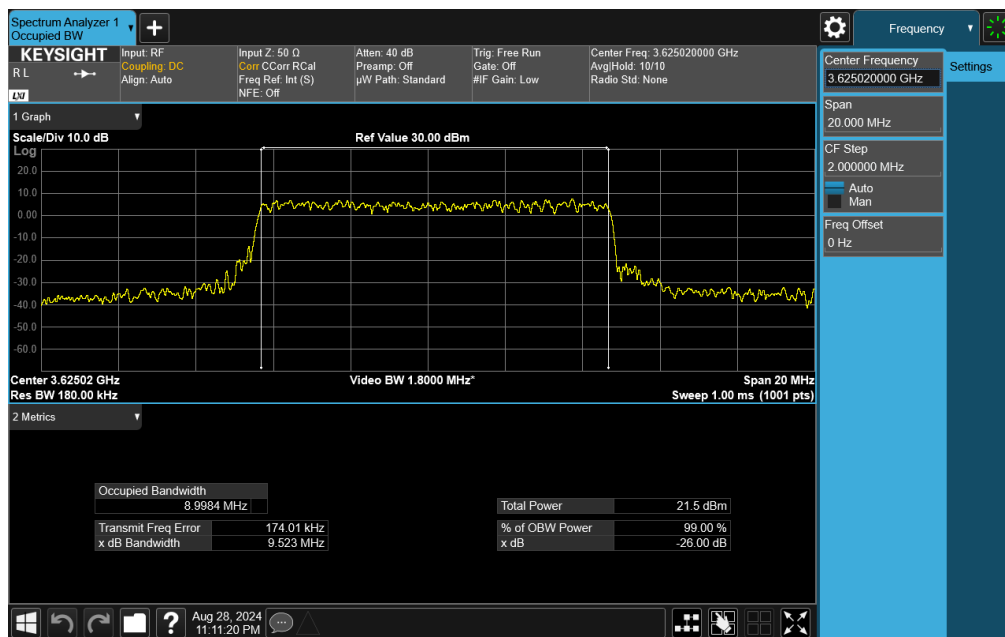 Spectrum Analyzer 1
Occupied BW
Frequency
KEYSIGHT
R L
LXI
Input: RF
Coupling: DC
Align: Auto
Input Z: 50 Ω
Corr CCorr RCal
Freq Ref: Int (S)
NFE: Off
Atten: 40 dB
Preamp: Off
µW Path: Standard
Trig: Free Run
Gate: Off
#IF Gain: Low
Center Freq: 3.625020000 GHz
Avg|Hold: 10/10
Radio Std: None
Center Frequency
3.625020000 GHz
Settings
Span
20.000 MHz
CF Step
2.000000 MHz
Auto
Man
Freq Offset
0 Hz
1 Graph
Scale/Div 10.0 dB
Ref Value 30.00 dBm
Log
20.0
10.0
0.00
-10.0
-20.0
-30.0
-40.0
-50.0
-60.0
Center 3.62502 GHz
Video BW 1.8000 MHz*
Span 20 MHz
Res BW 180.00 kHz
Sweep 1.00 ms (1001 pts)
2 Metrics
Occupied Bandwidth
8.9984 MHz
Total Power 21.5 dBm
Transmit Freq Error 174.01 kHz
% of OBW Power 99.00 %
x dB Bandwidth 9.523 MHz
x dB -26.00 dB
Aug 28, 2024
11:11:20 PM